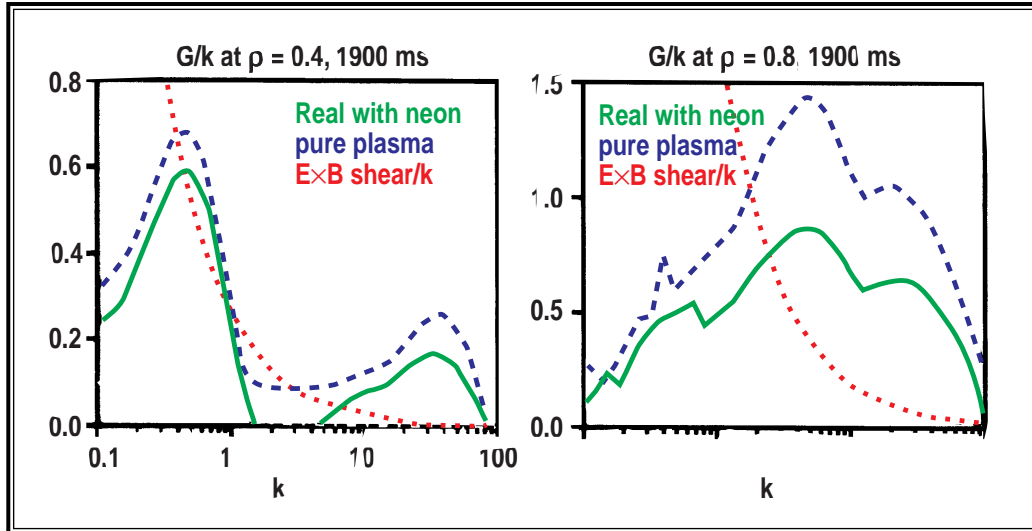 G/k at ρ = 0.4, 1900 ms
0.8
0.6
0.4
0.2
0.0
Real with neon
pure plasma
E×B shear/k
0.1
1
10
100
k
G/k at ρ = 0.8, 1900 ms
1.5
1.0
0.5
0.0
Real with neon
pure plasma
E×B shear/k
k